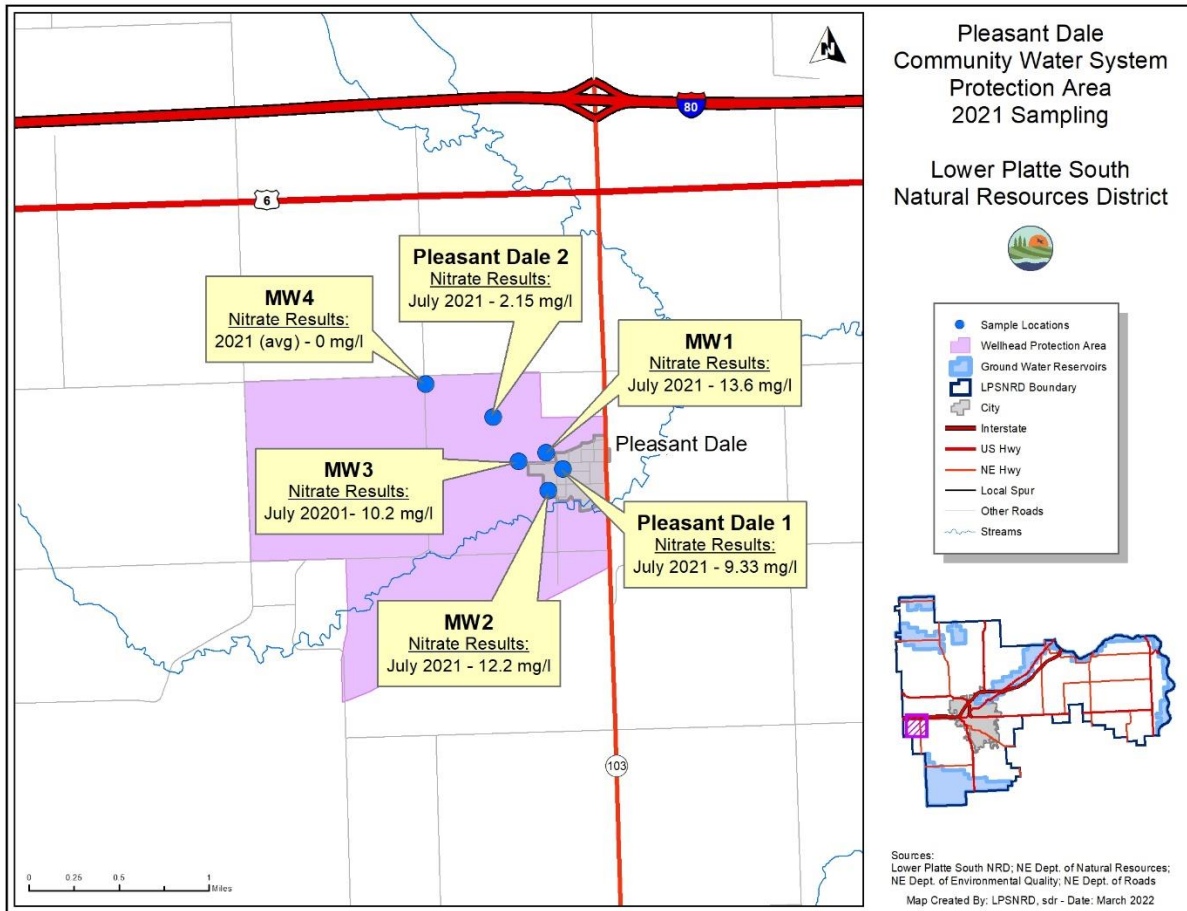 Pleasant Dale
Community Water System
Protection Area
2021 Sampling
Lower Platte South
Natural Resources District
N
80
6
Pleasant Dale 2
Nitrate Results:
July 2021 - 2.15 mg/l
MW4
Nitrate Results:
2021 (avg) - 0 mg/l
MW1
Nitrate Results:
July 2021 - 13.6 mg/l
Pleasant Dale
MW3
Nitrate Results:
July 20201- 10.2 mg/l
Pleasant Dale 1
Nitrate Results:
July 2021 - 9.33 mg/l
MW2
Nitrate Results:
July 2021 - 12.2 mg/l
103
0 0.25 0.5 1
Miles
Sample Locations
Wellhead Protection Area
Ground Water Reservoirs
LPSNRD Boundary
City
Interstate
US Hwy
NE Hwy
Local Spur
Other Roads
Streams
Sources:
Lower Platte South NRD; NE Dept. of Natural Resources;
NE Dept. of Environmental Quality; NE Dept. of Roads
Map Created By: LPSNRD, sdr - Date: March 2022